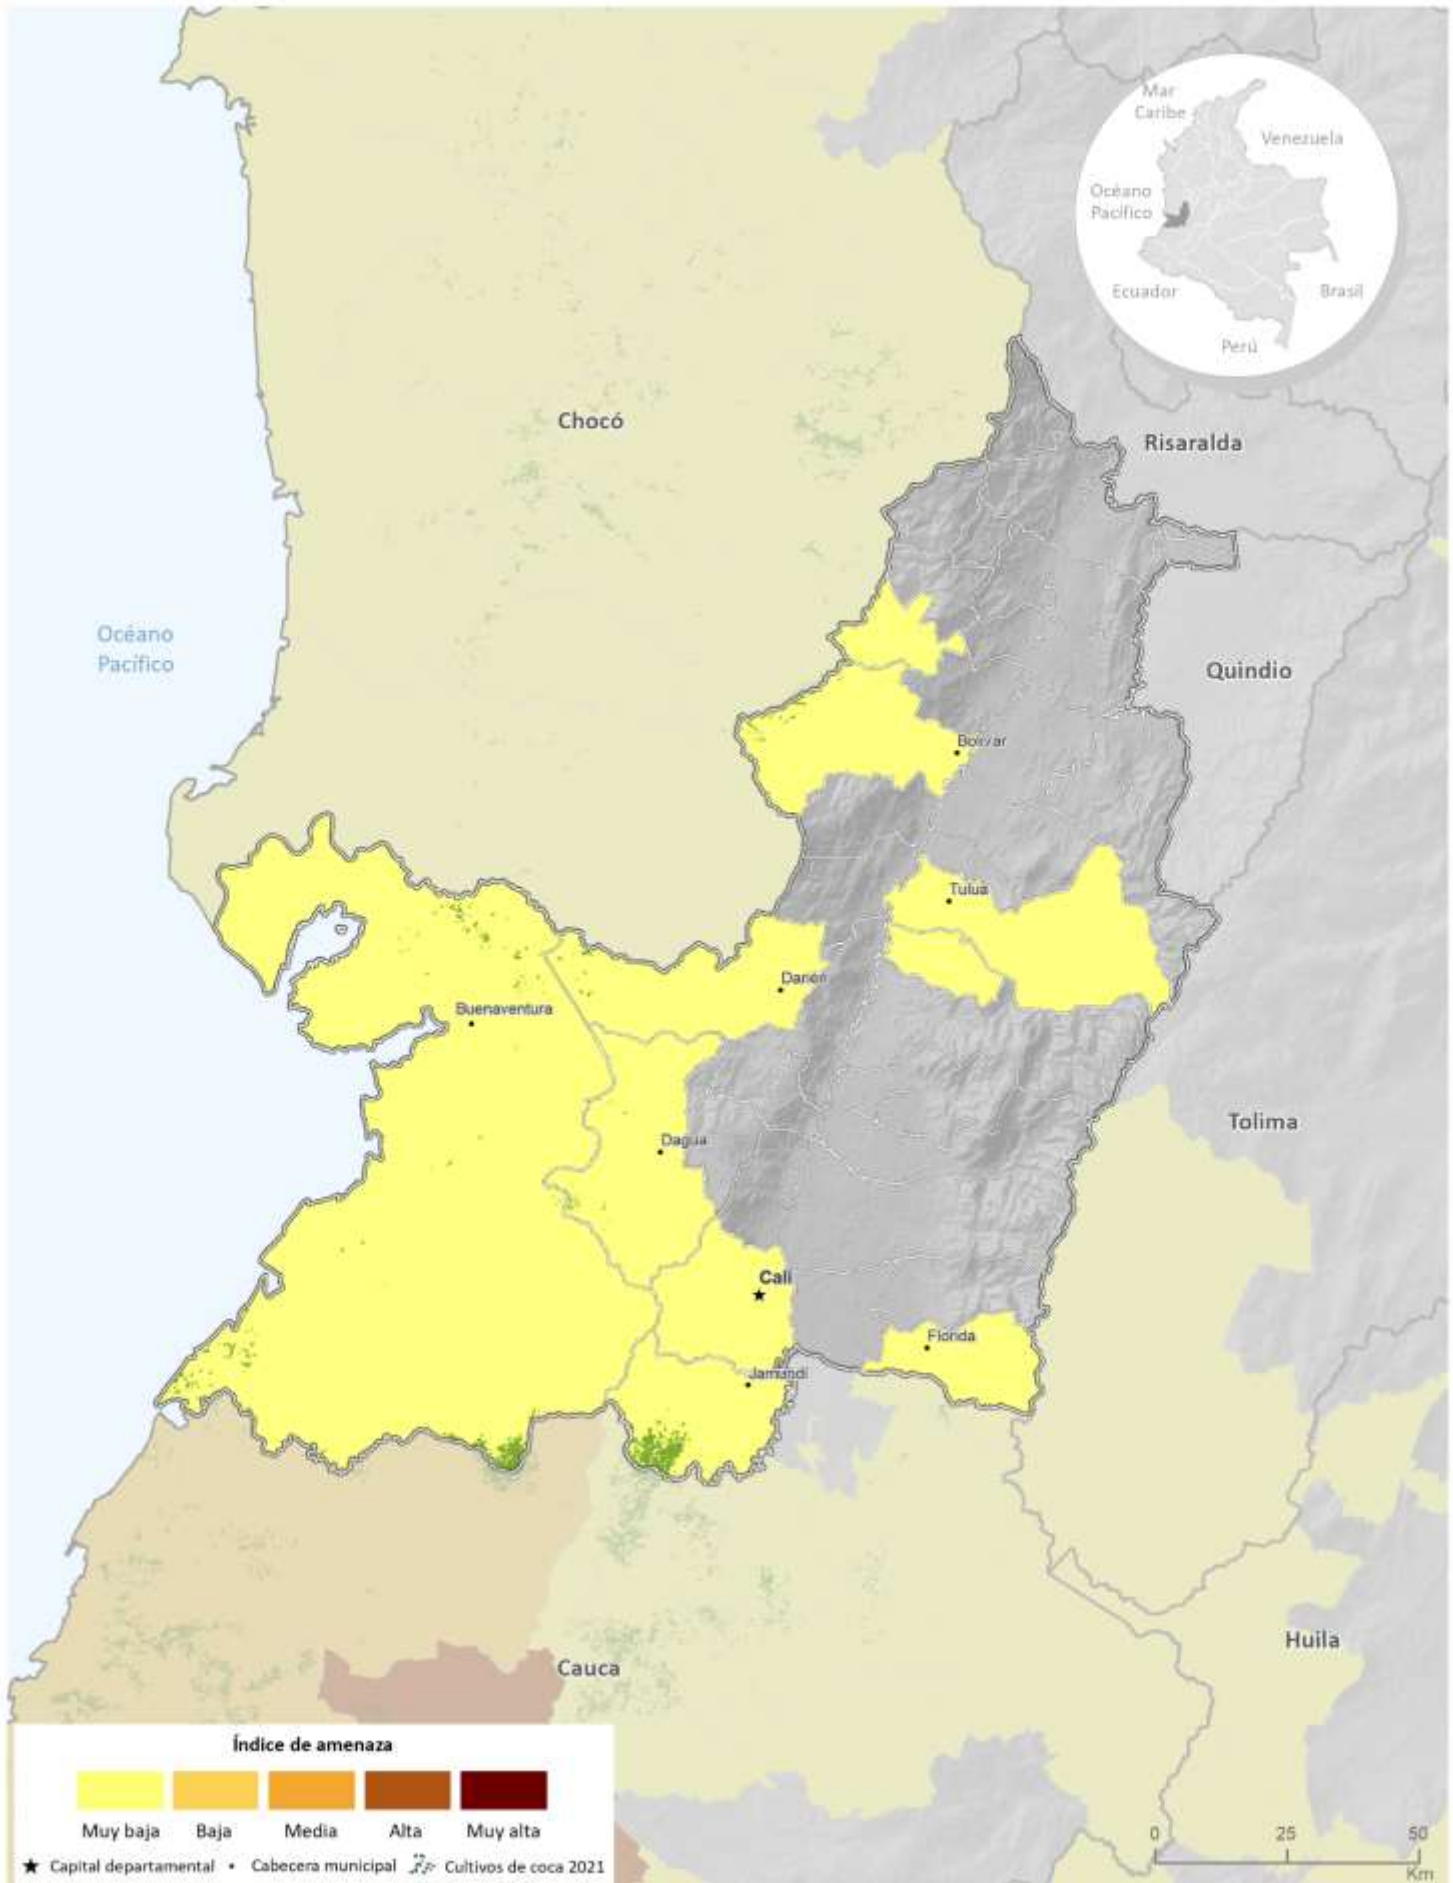 Mar
Caribe
Venezuela
Océano
Pacífico
Ecuador
Brasil
Perú
Chocó
Risaralda
Océano
Pacífico
Quindio
Bolívar
Tuluá
Darién
Buenaventura
Tolima
Dagua
Cali
Florida
Jamundí
Huila
Cauca
Índice de amenaza
Muy baja Baja Media Alta Muy alta
Capital departamental Cabecera municipal Cultivos de coca 2021
0 25 50
Km